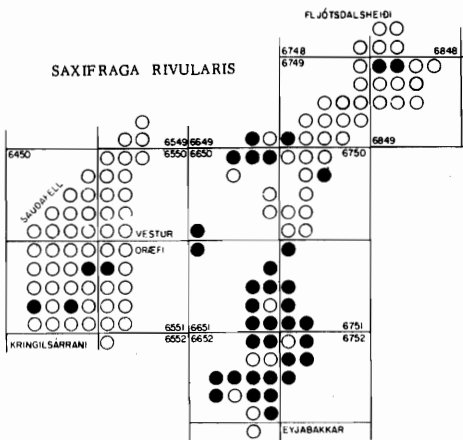 FLJÓTSDALSHEIÐI
6748 6848
6749
SAXIFRAGA RIVULARIS
6549 6649 6849
6450 6550 6650 6750
SAUÐAFELL
VESTUR
ÖRÆFI
6551 6651 6751
KRINGILSÁRRANI 6552 6652 6752
EYJABAKKAR